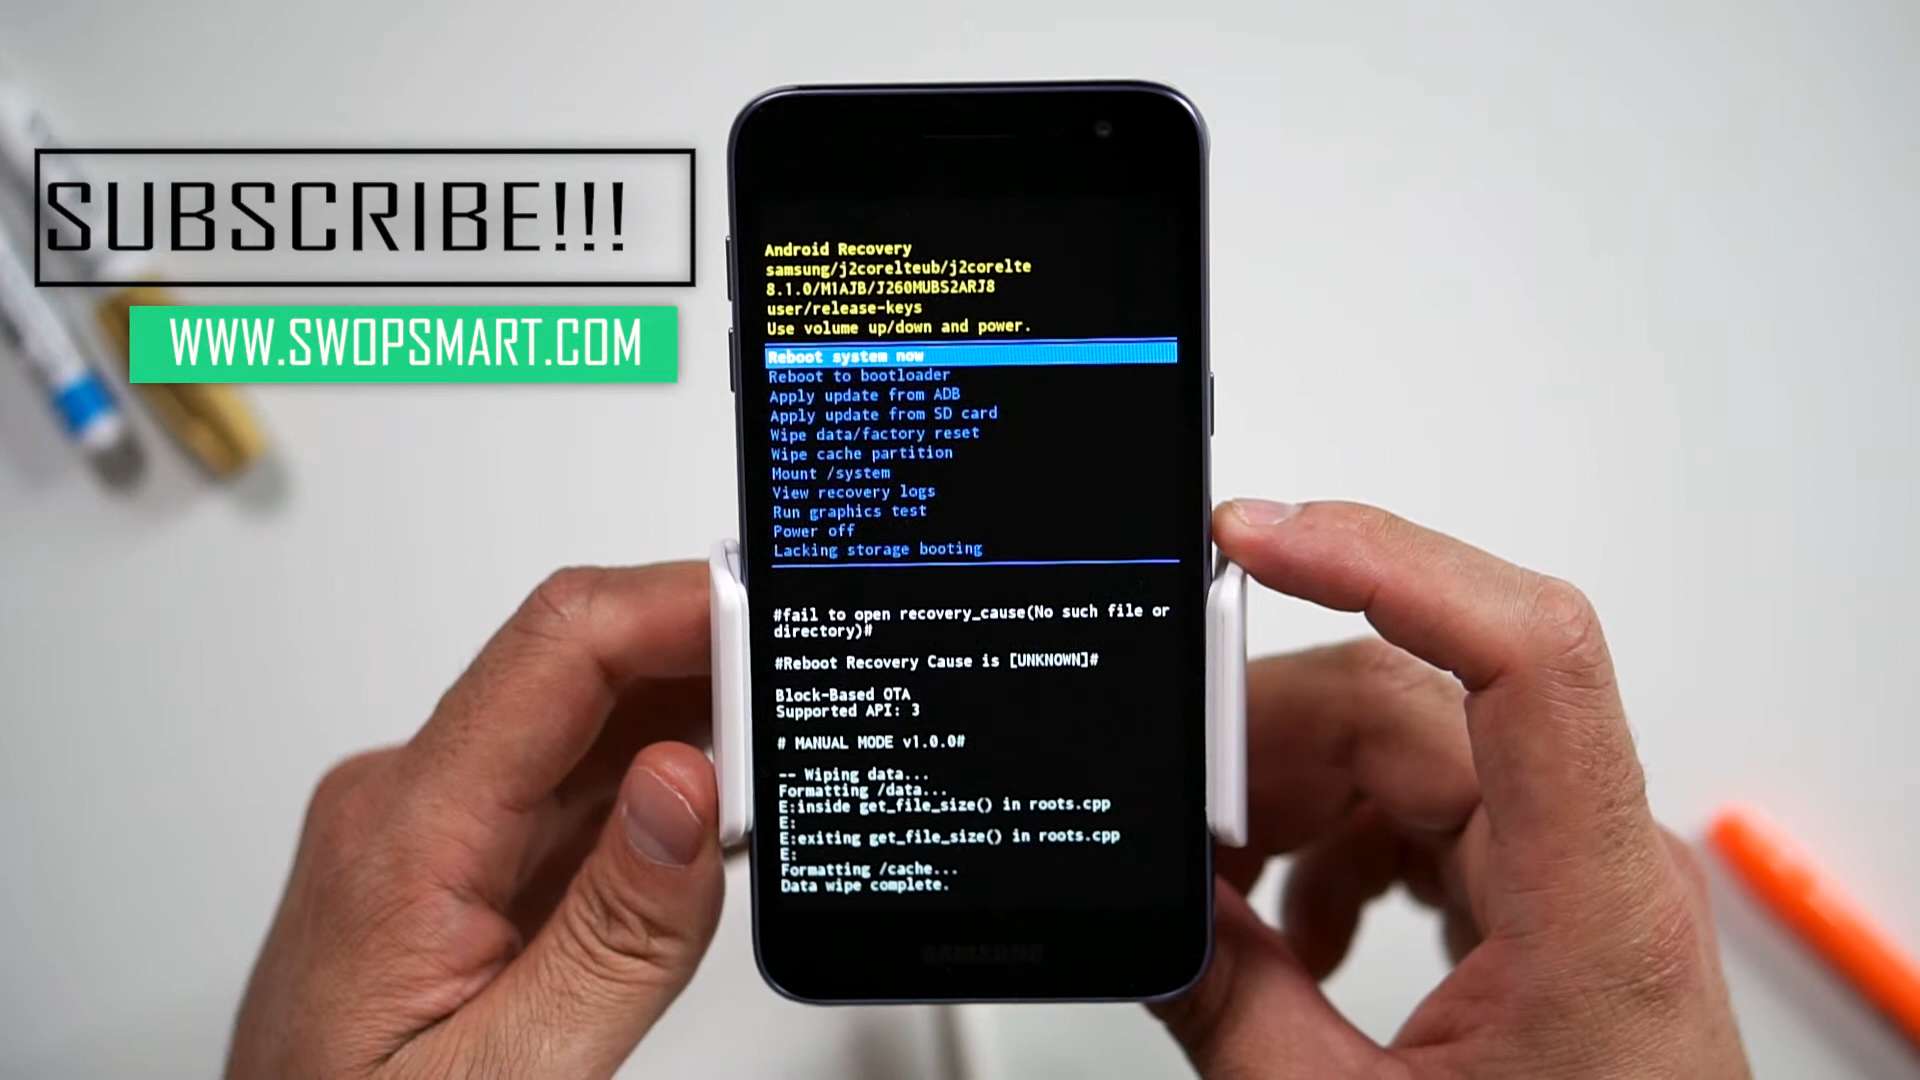 SUBSCRIBE!!!
WWW.SWOPSMART.COM
Android Recovery
samsung/j2corelteub/j2corelte
8.1.0/M1AJB/J260MUBS2ARJ8
user/release-keys
Use volume up/down and power.
Reboot system now
Reboot to bootloader
Apply update from ADB
Apply update from SD card
Wipe data/factory reset
Wipe cache partition
Mount /system
View recovery logs
Run graphics test
Power off
Lacking storage booting
#fail to open recovery_cause(No such file or
directory)#
#Reboot Recovery Cause is [UNKNOWN]#
Block-Based OTA
Supported API: 3
# MANUAL MODE v1.0.0#
-- Wiping data...
Formatting /data...
E:inside get_file_size() in roots.cpp
E:
E:exiting get_file_size() in roots.cpp
E:
Formatting /cache...
Data wipe complete.
SAMSUNG